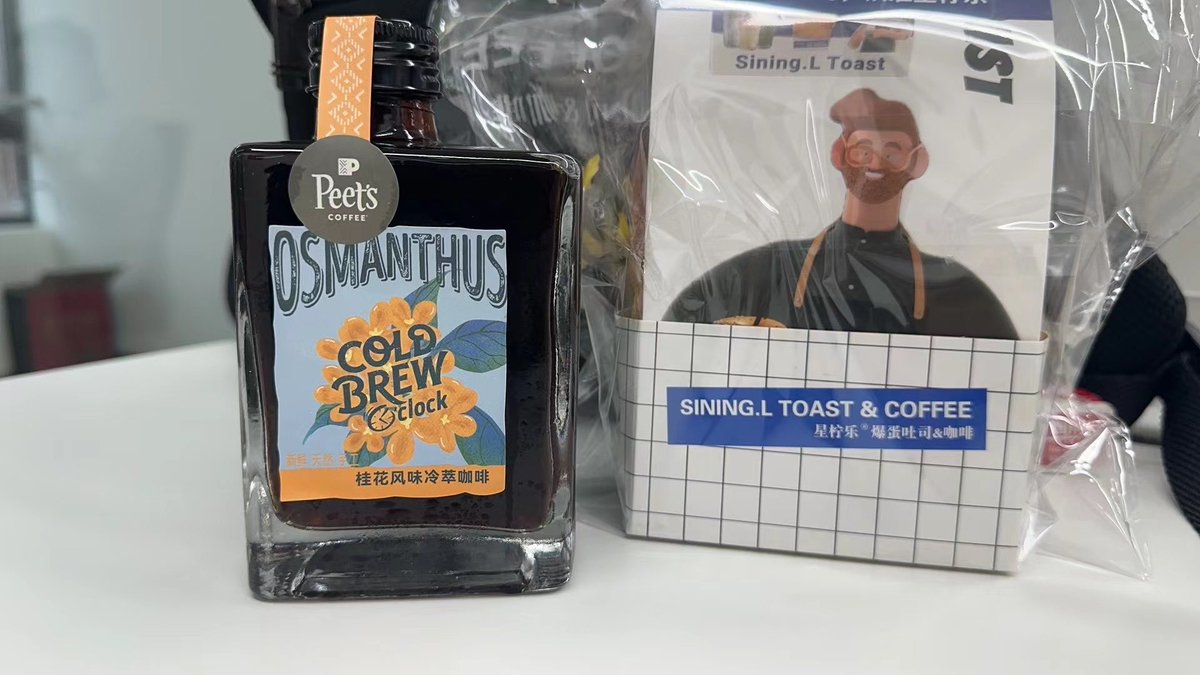 Peet's
COFFEE
OSMANTHUS
COLD
BREW
O'clock
桂花风味冷萃咖啡
Sining.L Toast
SINING.L TOAST & COFFEE
星柠乐®爆蛋吐司&咖啡